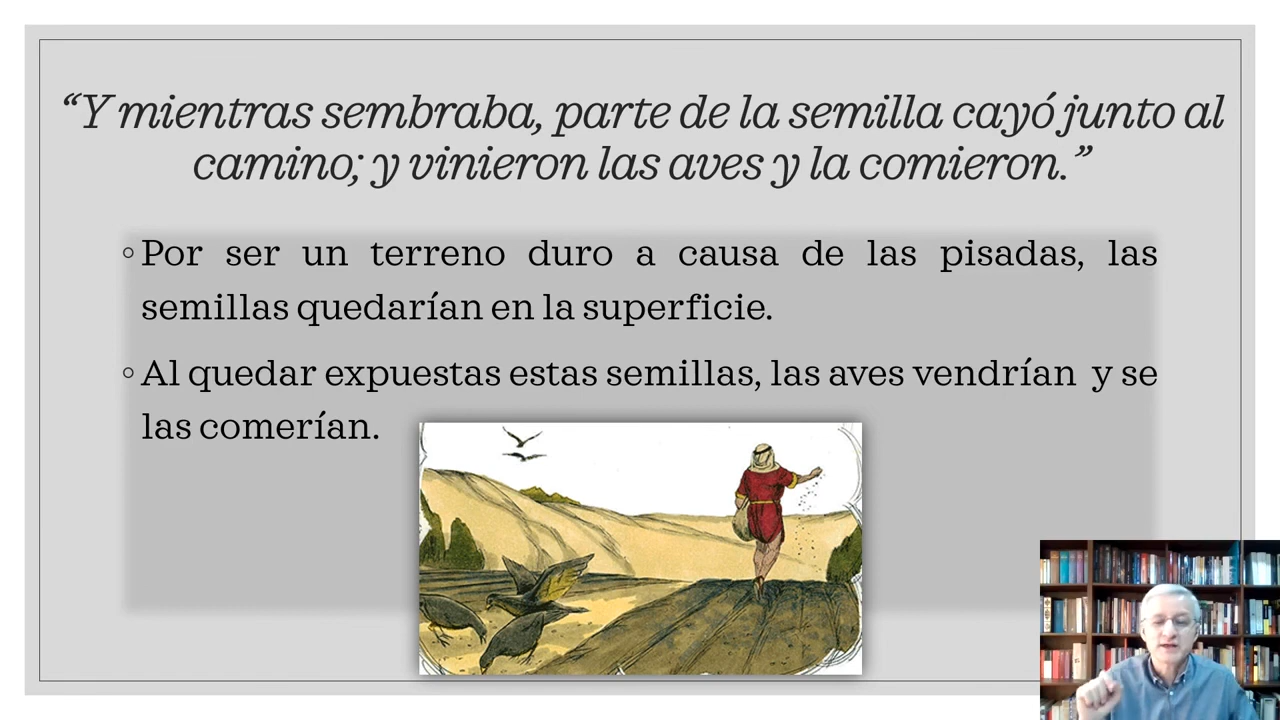 “Y mientras sembraba, parte de la semilla cayó junto al
camino; y vinieron las aves y la comieron.”
◦Por ser un terreno duro a causa de las pisadas, las
semillas quedarían en la superficie.
◦Al quedar expuestas estas semillas, las aves vendrían y se
las comerían.